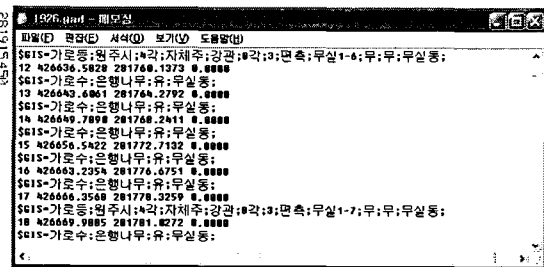 1926.gad - 메모장
파일(F) 편집(E) 서식(O) 보기(V) 도움말(H)
$GIS=가로등;원주시;4각;자체주;강관;8각;3;편측;무실1-6;무;무;무실동;
12 426636.5828 281760.1373 0.0000
$GIS=가로수;은행나무;유;무실동;
13 426643.6061 281764.2792 0.0000
$GIS=가로수;은행나무;유;무실동;
14 426649.7898 281768.2411 0.0000
$GIS=가로수;은행나무;유;무실동;
15 426656.5422 281772.7132 0.0000
$GIS=가로수;은행나무;유;무실동;
16 426663.2354 281776.6751 0.0000
$GIS=가로수;은행나무;유;무실동;
17 426666.3568 281778.3259 0.0000
$GIS=가로등;원주시;4각;자체주;강관;8각;3;편측;무실1-7;무;무;무실동;
18 426669.9885 281781.0272 0.0000
$GIS=가로수;은행나무;유;무실동;